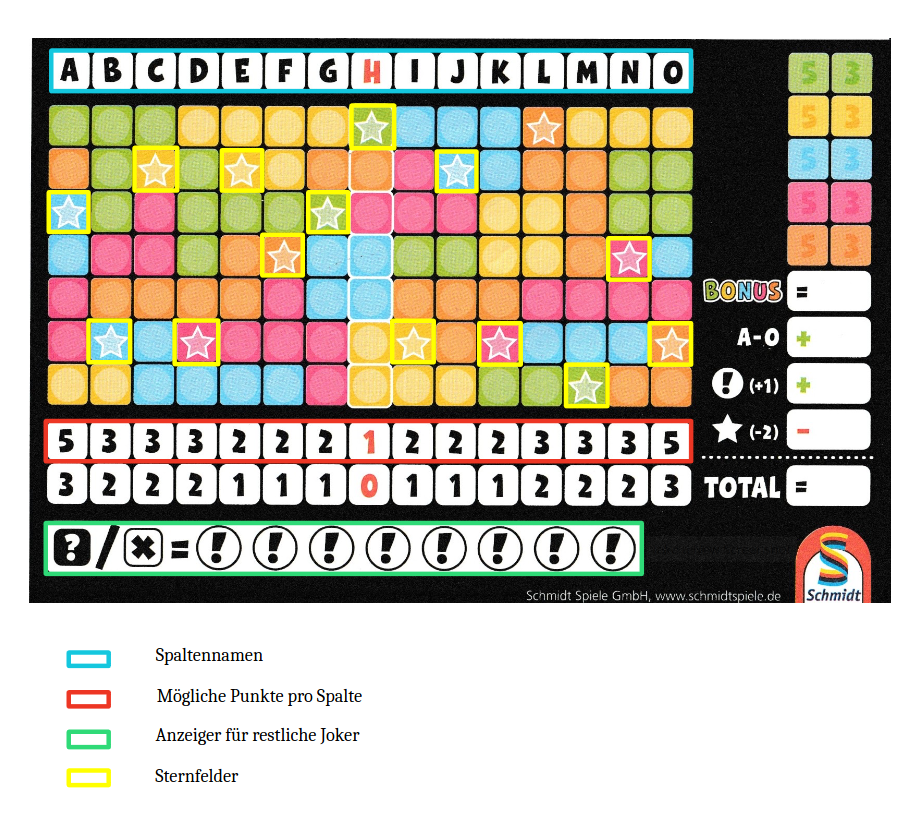 A B C D E F G H I J K L M N O
5 3
5 3
5 3
5 3
5 3
BONUS =
A-O +
! (+1) +
(-2) -
5 3 3 3 2 2 2 1 2 2 2 3 3 3 5
3 2 2 2 1 1 1 0 1 1 1 2 2 2 3
TOTAL =
? / ✖ = ! ! ! ! ! ! ! !
Schmidt Spiele GmbH, www.schmidtspiele.de
Schmidt
Spaltennamen
Mögliche Punkte pro Spalte
Anzeiger für restliche Joker
Sternfelder